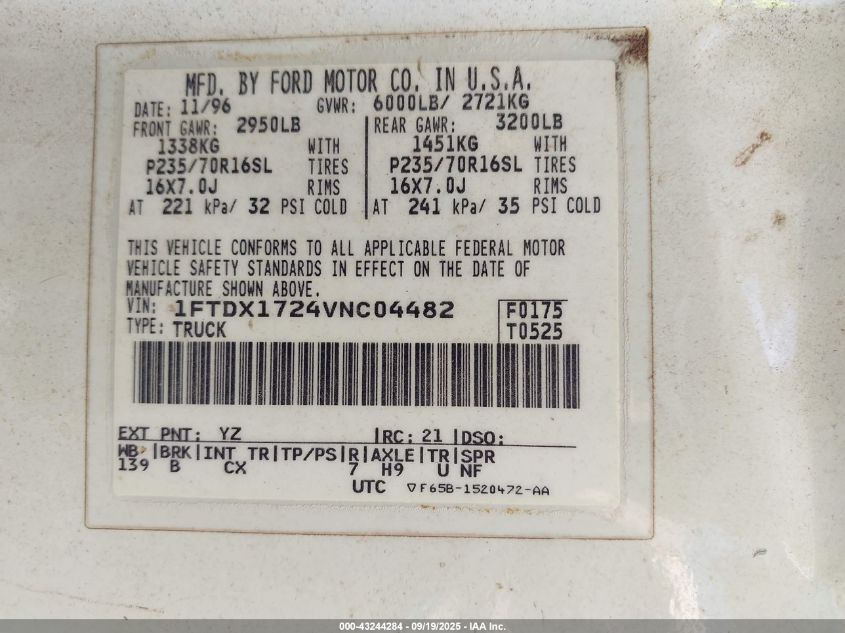 MFD. BY FORD MOTOR CO. IN U.S.A.
DATE: 11/96 GVWR: 6000LB/ 2721KG
FRONT GAWR: 2950LB REAR GAWR: 3200LB
1338KG WITH 1451KG WITH
P235/70R16SL TIRES P235/70R16SL TIRES
16X7.0J RIMS 16X7.0J RIMS
AT 221 kPa/ 32 PSI COLD AT 241 kPa/ 35 PSI COLD
THIS VEHICLE CONFORMS TO ALL APPLICABLE FEDERAL MOTOR
VEHICLE SAFETY STANDARDS IN EFFECT ON THE DATE OF
MANUFACTURE SHOWN ABOVE.
VIN: 1FTDX1724VNC04482 F0175
TYPE: TRUCK T0525
EXT PNT: YZ RC: 21 DSO:
WB BRK INT TR TP/PS R AXLE TR SPR
139 B CX 7 H9 U NF
UTC ▽F65B-1520472-AA
000-43244284 - 09/19/2025 - IAA Inc.